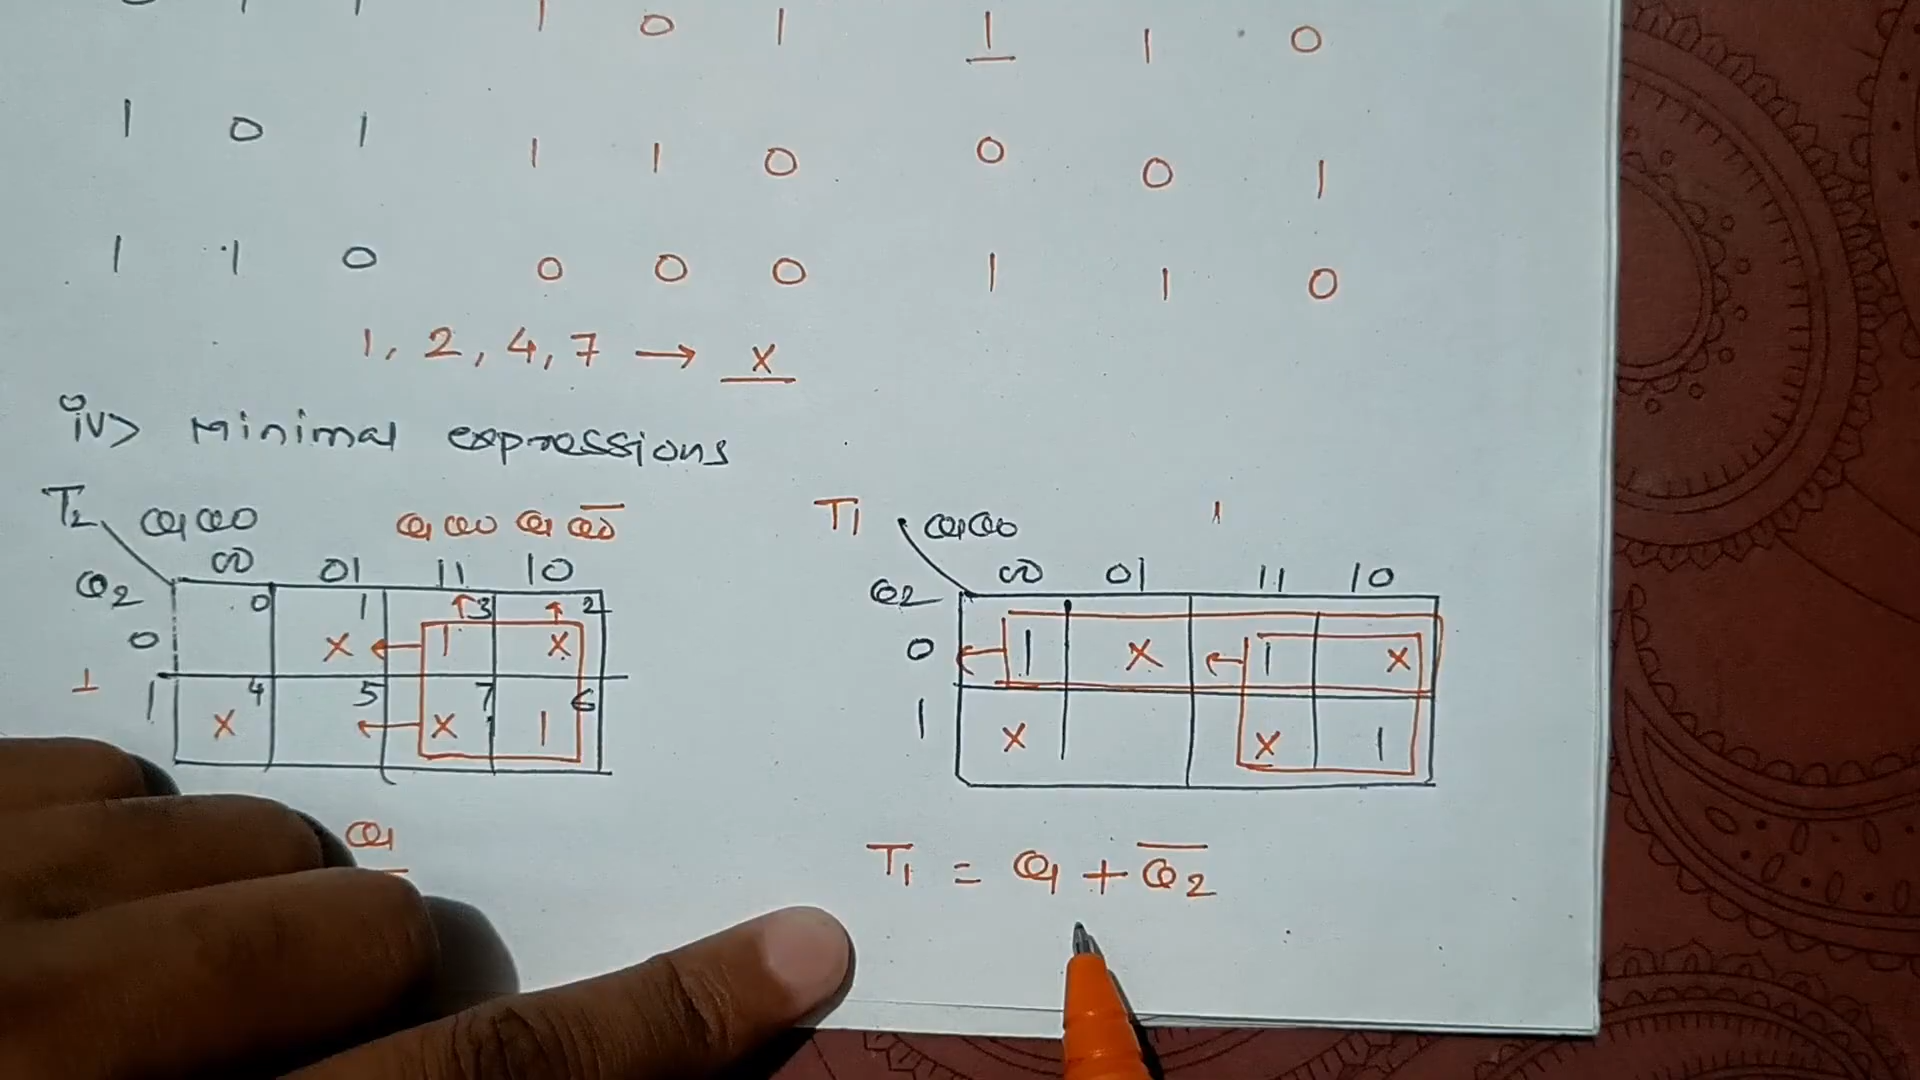 1 0 1 1 1 0
1 0 1 1 1 0 0 0 1
1 1 0 0 0 0 1 1 0
1, 2, 4, 7 → X
iv> Minimal expressions
T2 Q1Q0 Q1Q0 Q1Q̅0̅
00 01 11 10
Q2 0 1 3 2
0 X 1 X
1 4 5 7 6
X X 1
Q1
T1 Q1Q0 1
00 01 11 10
Q2
0 1 X 1 X
1 X X 1
T1 = Q1 + Q̅2̅